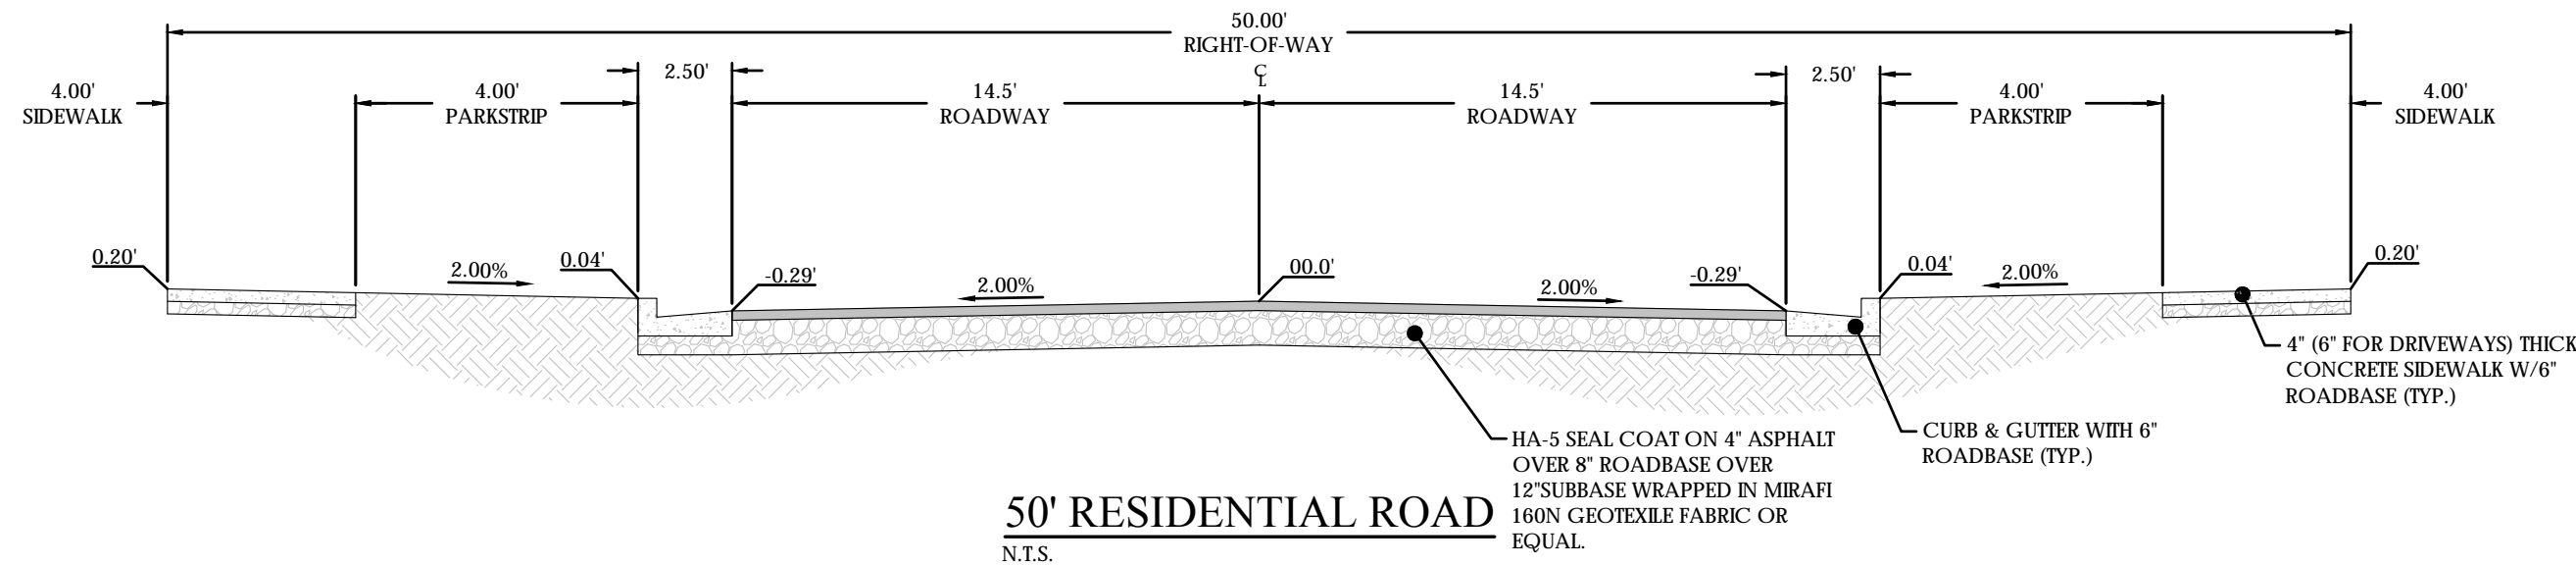 50.00'
RIGHT-OF-WAY
2.50'
CL
2.50'
4.00'
SIDEWALK
4.00'
PARKSTRIP
14.5'
ROADWAY
14.5'
ROADWAY
4.00'
PARKSTRIP
4.00'
SIDEWALK
0.20'
2.00%
0.04'
-0.29'
2.00%
00.0'
2.00%
-0.29'
0.04'
2.00%
0.20'
4" (6" FOR DRIVEWAYS) THICK
CONCRETE SIDEWALK W/6"
ROADBASE (TYP.)
CURB & GUTTER WITH 6"
ROADBASE (TYP.)
HA-5 SEAL COAT ON 4" ASPHALT
OVER 8" ROADBASE OVER
12"SUBBASE WRAPPED IN MIRAFI
160N GEOTEXILE FABRIC OR
EQUAL.
50' RESIDENTIAL ROAD
N.T.S.